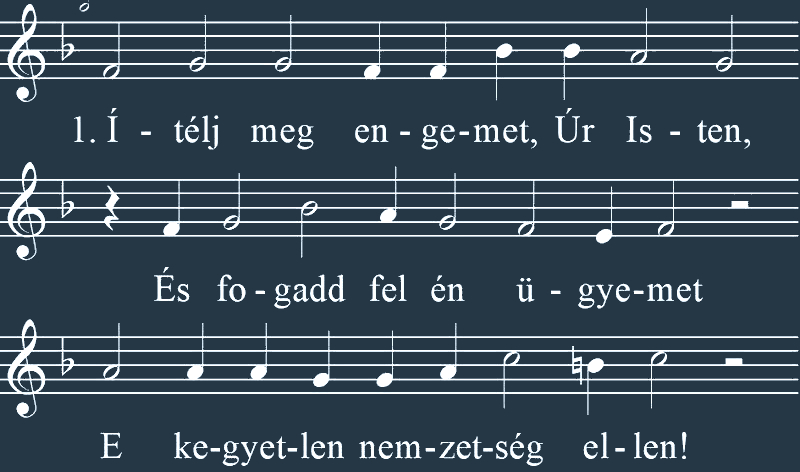 1. Í - télj meg en - ge-met, Úr Is - ten,
És fo - gadd fel én ü - gye-met
E ke-gyet-len nem-zet-ség el - len!